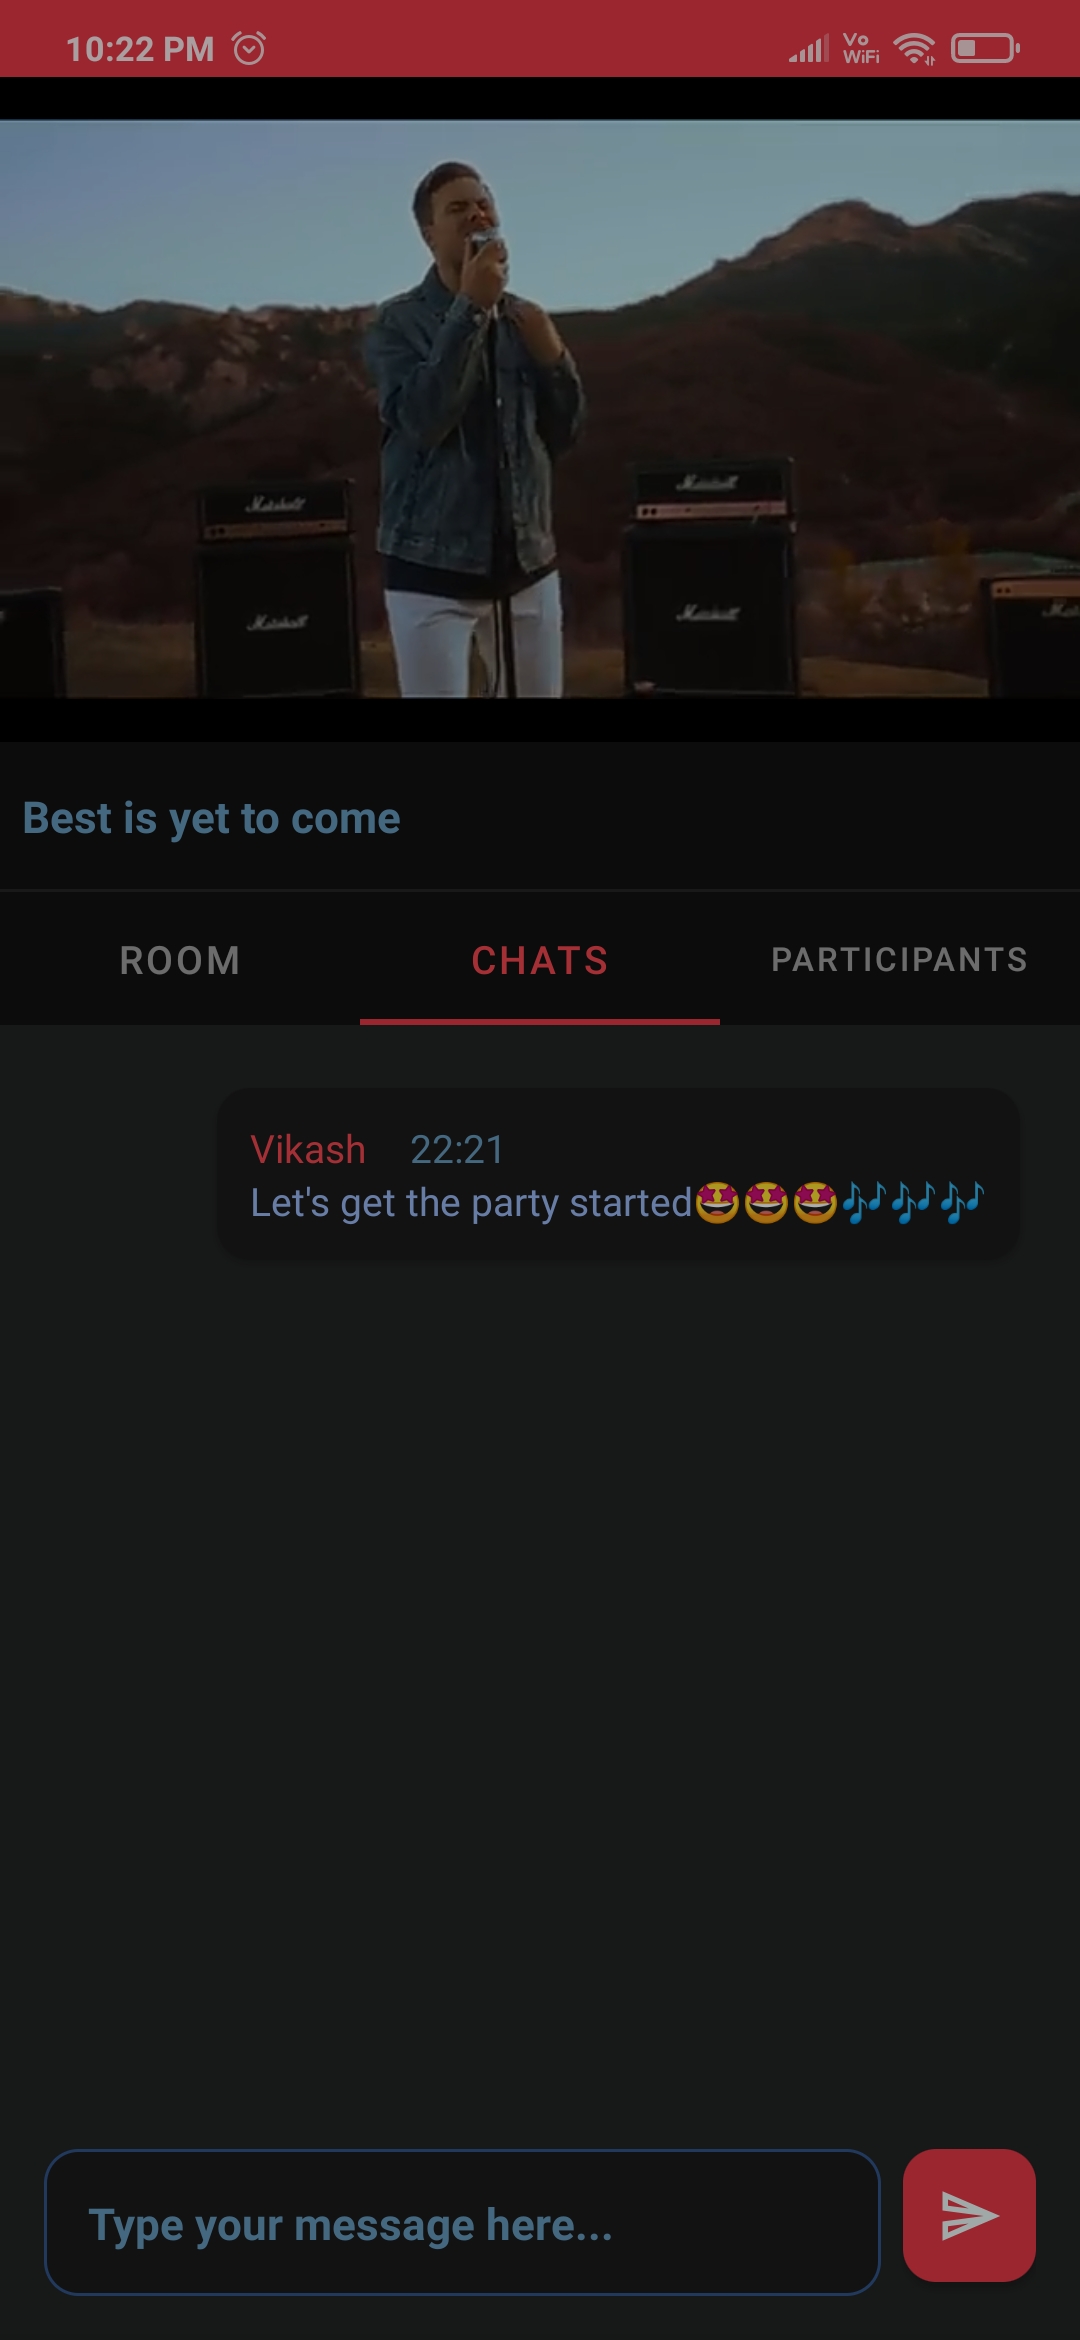 10:22 PM
Vo
WiFi
Marshall
Marshall
Marshall
Marshall
Best is yet to come
ROOM CHATS PARTICIPANTS
Vikash 22:21
Let's get the party started🤩🤩🤩🎶🎶🎶
Type your message here...